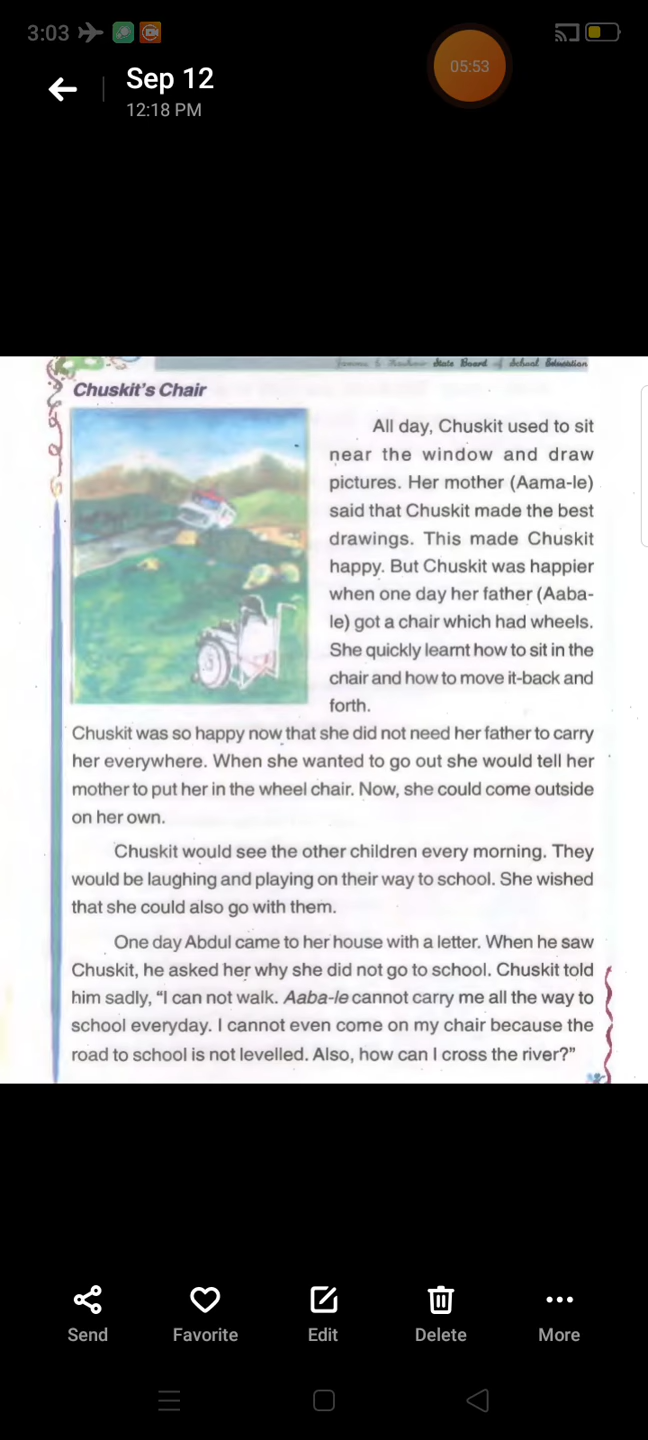 3:03
05:53
Sep 12
12:18 PM
Jammu & Kashmir State Board of School Education
Chuskit's Chair
All day, Chuskit used to sit
near the window and draw
pictures. Her mother (Aama-le)
said that Chuskit made the best
drawings. This made Chuskit
happy. But Chuskit was happier
when one day her father (Aaba-
le) got a chair which had wheels.
She quickly learnt how to sit in the
chair and how to move it-back and
forth.
Chuskit was so happy now that she did not need her father to carry
her everywhere. When she wanted to go out she would tell her
mother to put her in the wheel chair. Now, she could come outside
on her own.
Chuskit would see the other children every morning. They
would be laughing and playing on their way to school. She wished
that she could also go with them.
One day Abdul came to her house with a letter. When he saw
Chuskit, he asked her why she did not go to school. Chuskit told
him sadly, “I can not walk. Aaba-le cannot carry me all the way to
school everyday. I cannot even come on my chair because the
road to school is not levelled. Also, how can I cross the river?”
Send Favorite Edit Delete More